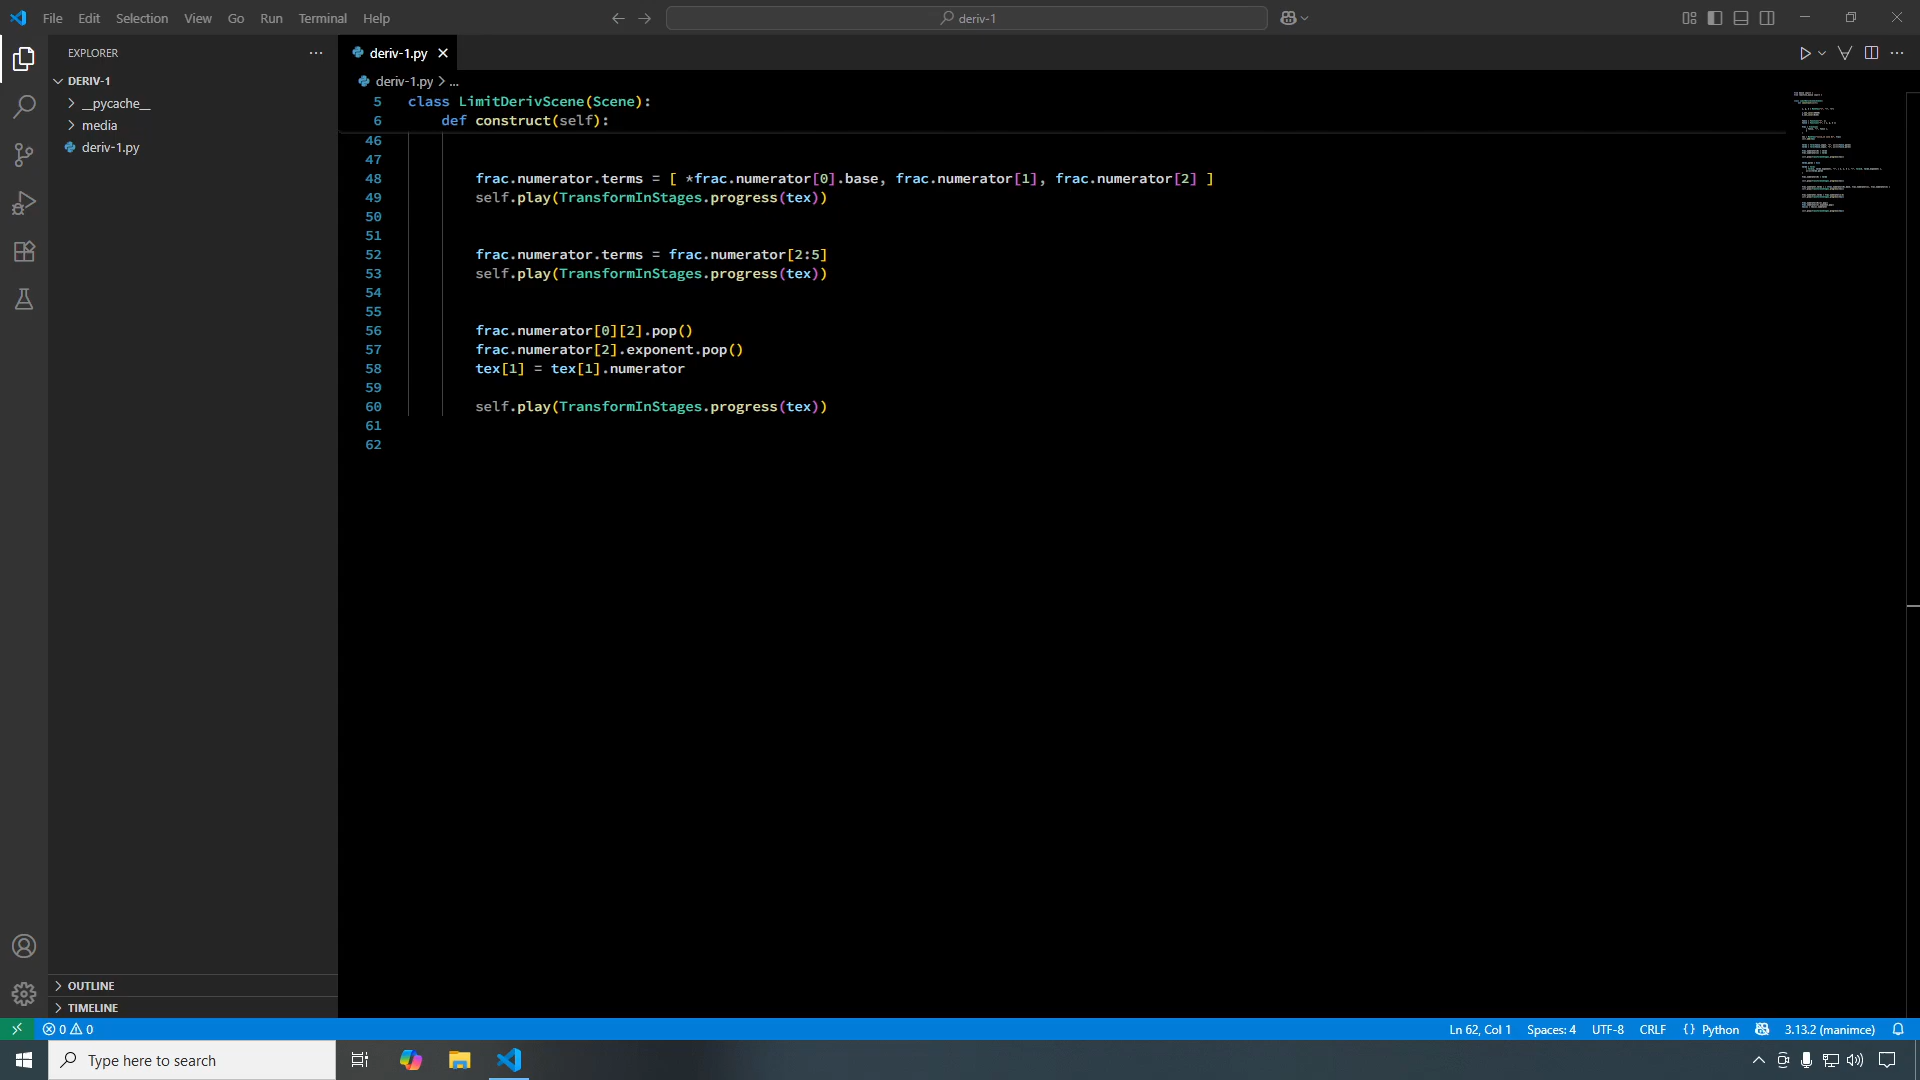 File Edit Selection View Go Run Terminal Help
deriv-1
EXPLORER
DERIV-1
__pycache__
media
deriv-1.py
OUTLINE
TIMELINE
deriv-1.py
deriv-1.py > ...
5 class LimitDerivScene(Scene):
6 def construct(self):
46
47
48 frac.numerator.terms = [ *frac.numerator[0].base, frac.numerator[1], frac.numerator[2] ]
49 self.play(TransformInStages.progress(tex))
50
51
52 frac.numerator.terms = frac.numerator[2:5]
53 self.play(TransformInStages.progress(tex))
54
55
56 frac.numerator[0][2].pop()
57 frac.numerator[2].exponent.pop()
58 tex[1] = tex[1].numerator
59
60 self.play(TransformInStages.progress(tex))
61
62
0 0 Ln 62, Col 1 Spaces: 4 UTF-8 CRLF {} Python 3.13.2 (manimce)
Type here to search